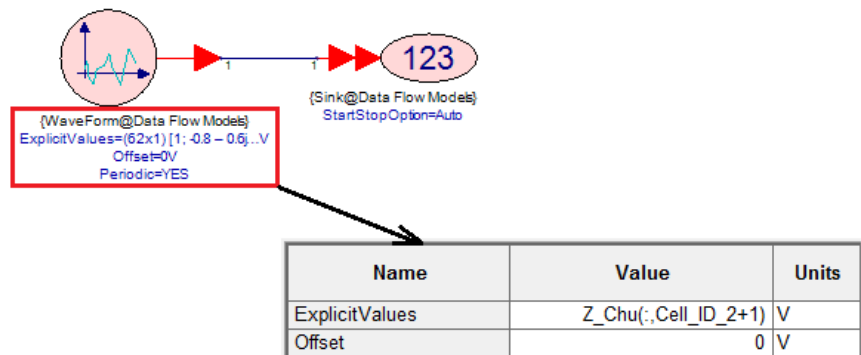 123
1
1
{WaveForm@Data Flow Models}
ExplicitValues=(62x1) [1; -0.8 – 0.6j...V
Offset=0V
Periodic=YES
{Sink@Data Flow Models}
StartStopOption=Auto
Name Value Units
ExplicitValues Z_Chu(:,Cell_ID_2+1) V
Offset 0 V